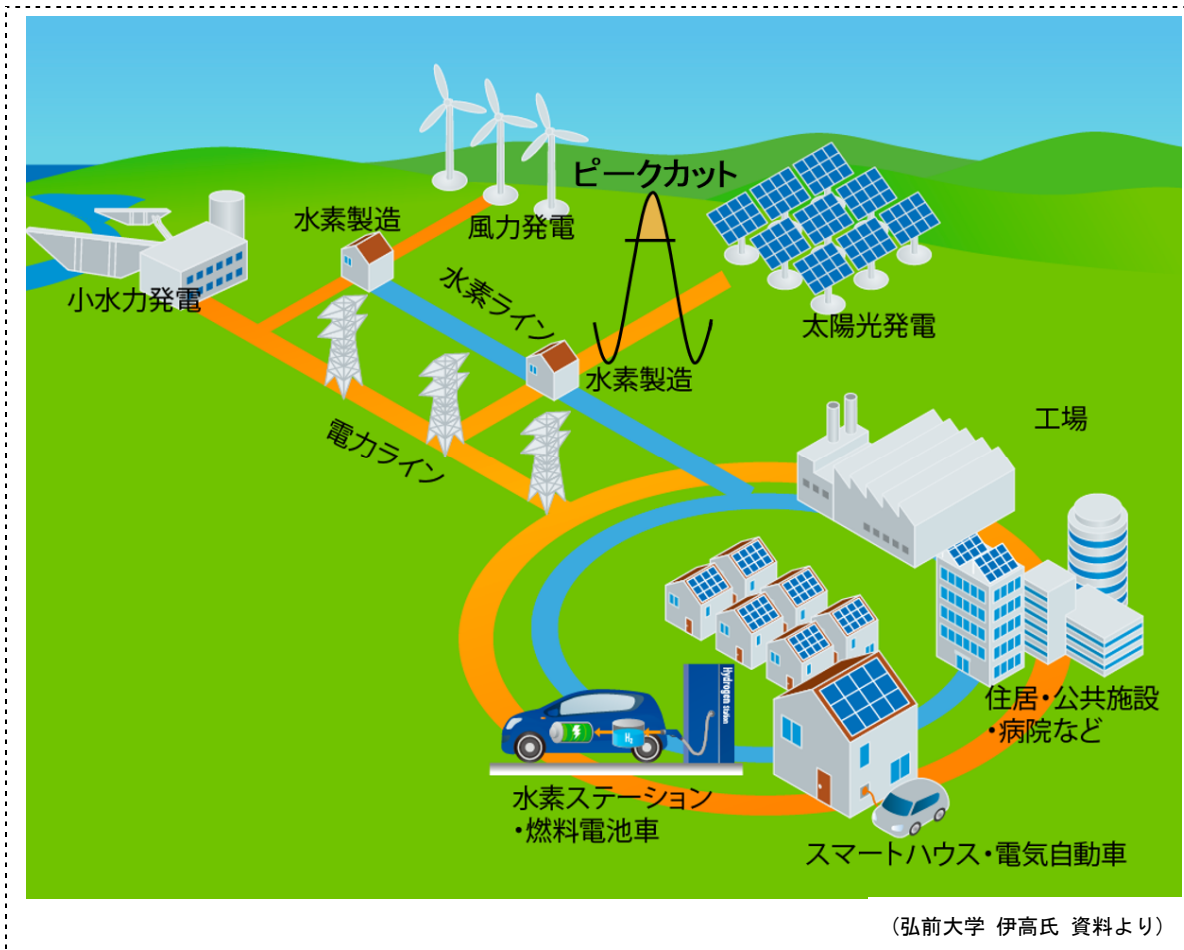 ピークカット
水素製造
風力発電
小水力発電
水素ライン
太陽光発電
水素製造
電力ライン
工場
Hydrogen Station
H₂
住居・公共施設
・病院など
水素ステーション
・燃料電池車
スマートハウス・電気自動車
(弘前大学 伊高氏 資料より)